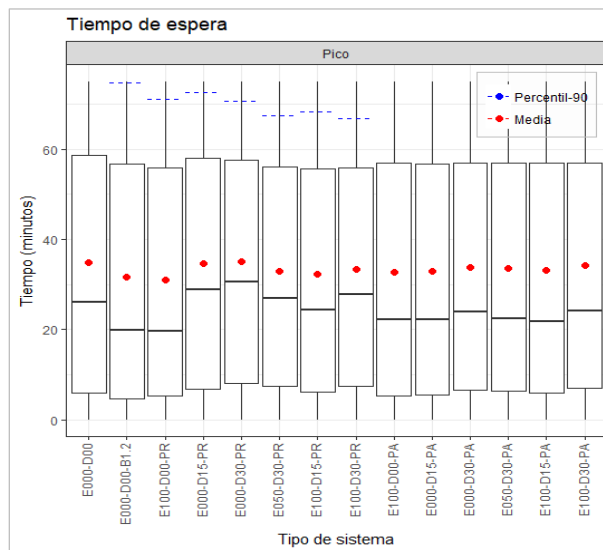 Tiempo de espera
Pico
Percentil-90
Media
Tiempo (minutos)
60
40
20
0
E000-D00
E000-D00-B1.2
E100-D00-PR
E000-D15-PR
E000-D30-PR
E050-D30-PR
E100-D15-PR
E100-D30-PR
E100-D00-PA
E000-D15-PA
E000-D30-PA
E050-D30-PA
E100-D15-PA
E100-D30-PA
Tipo de sistema